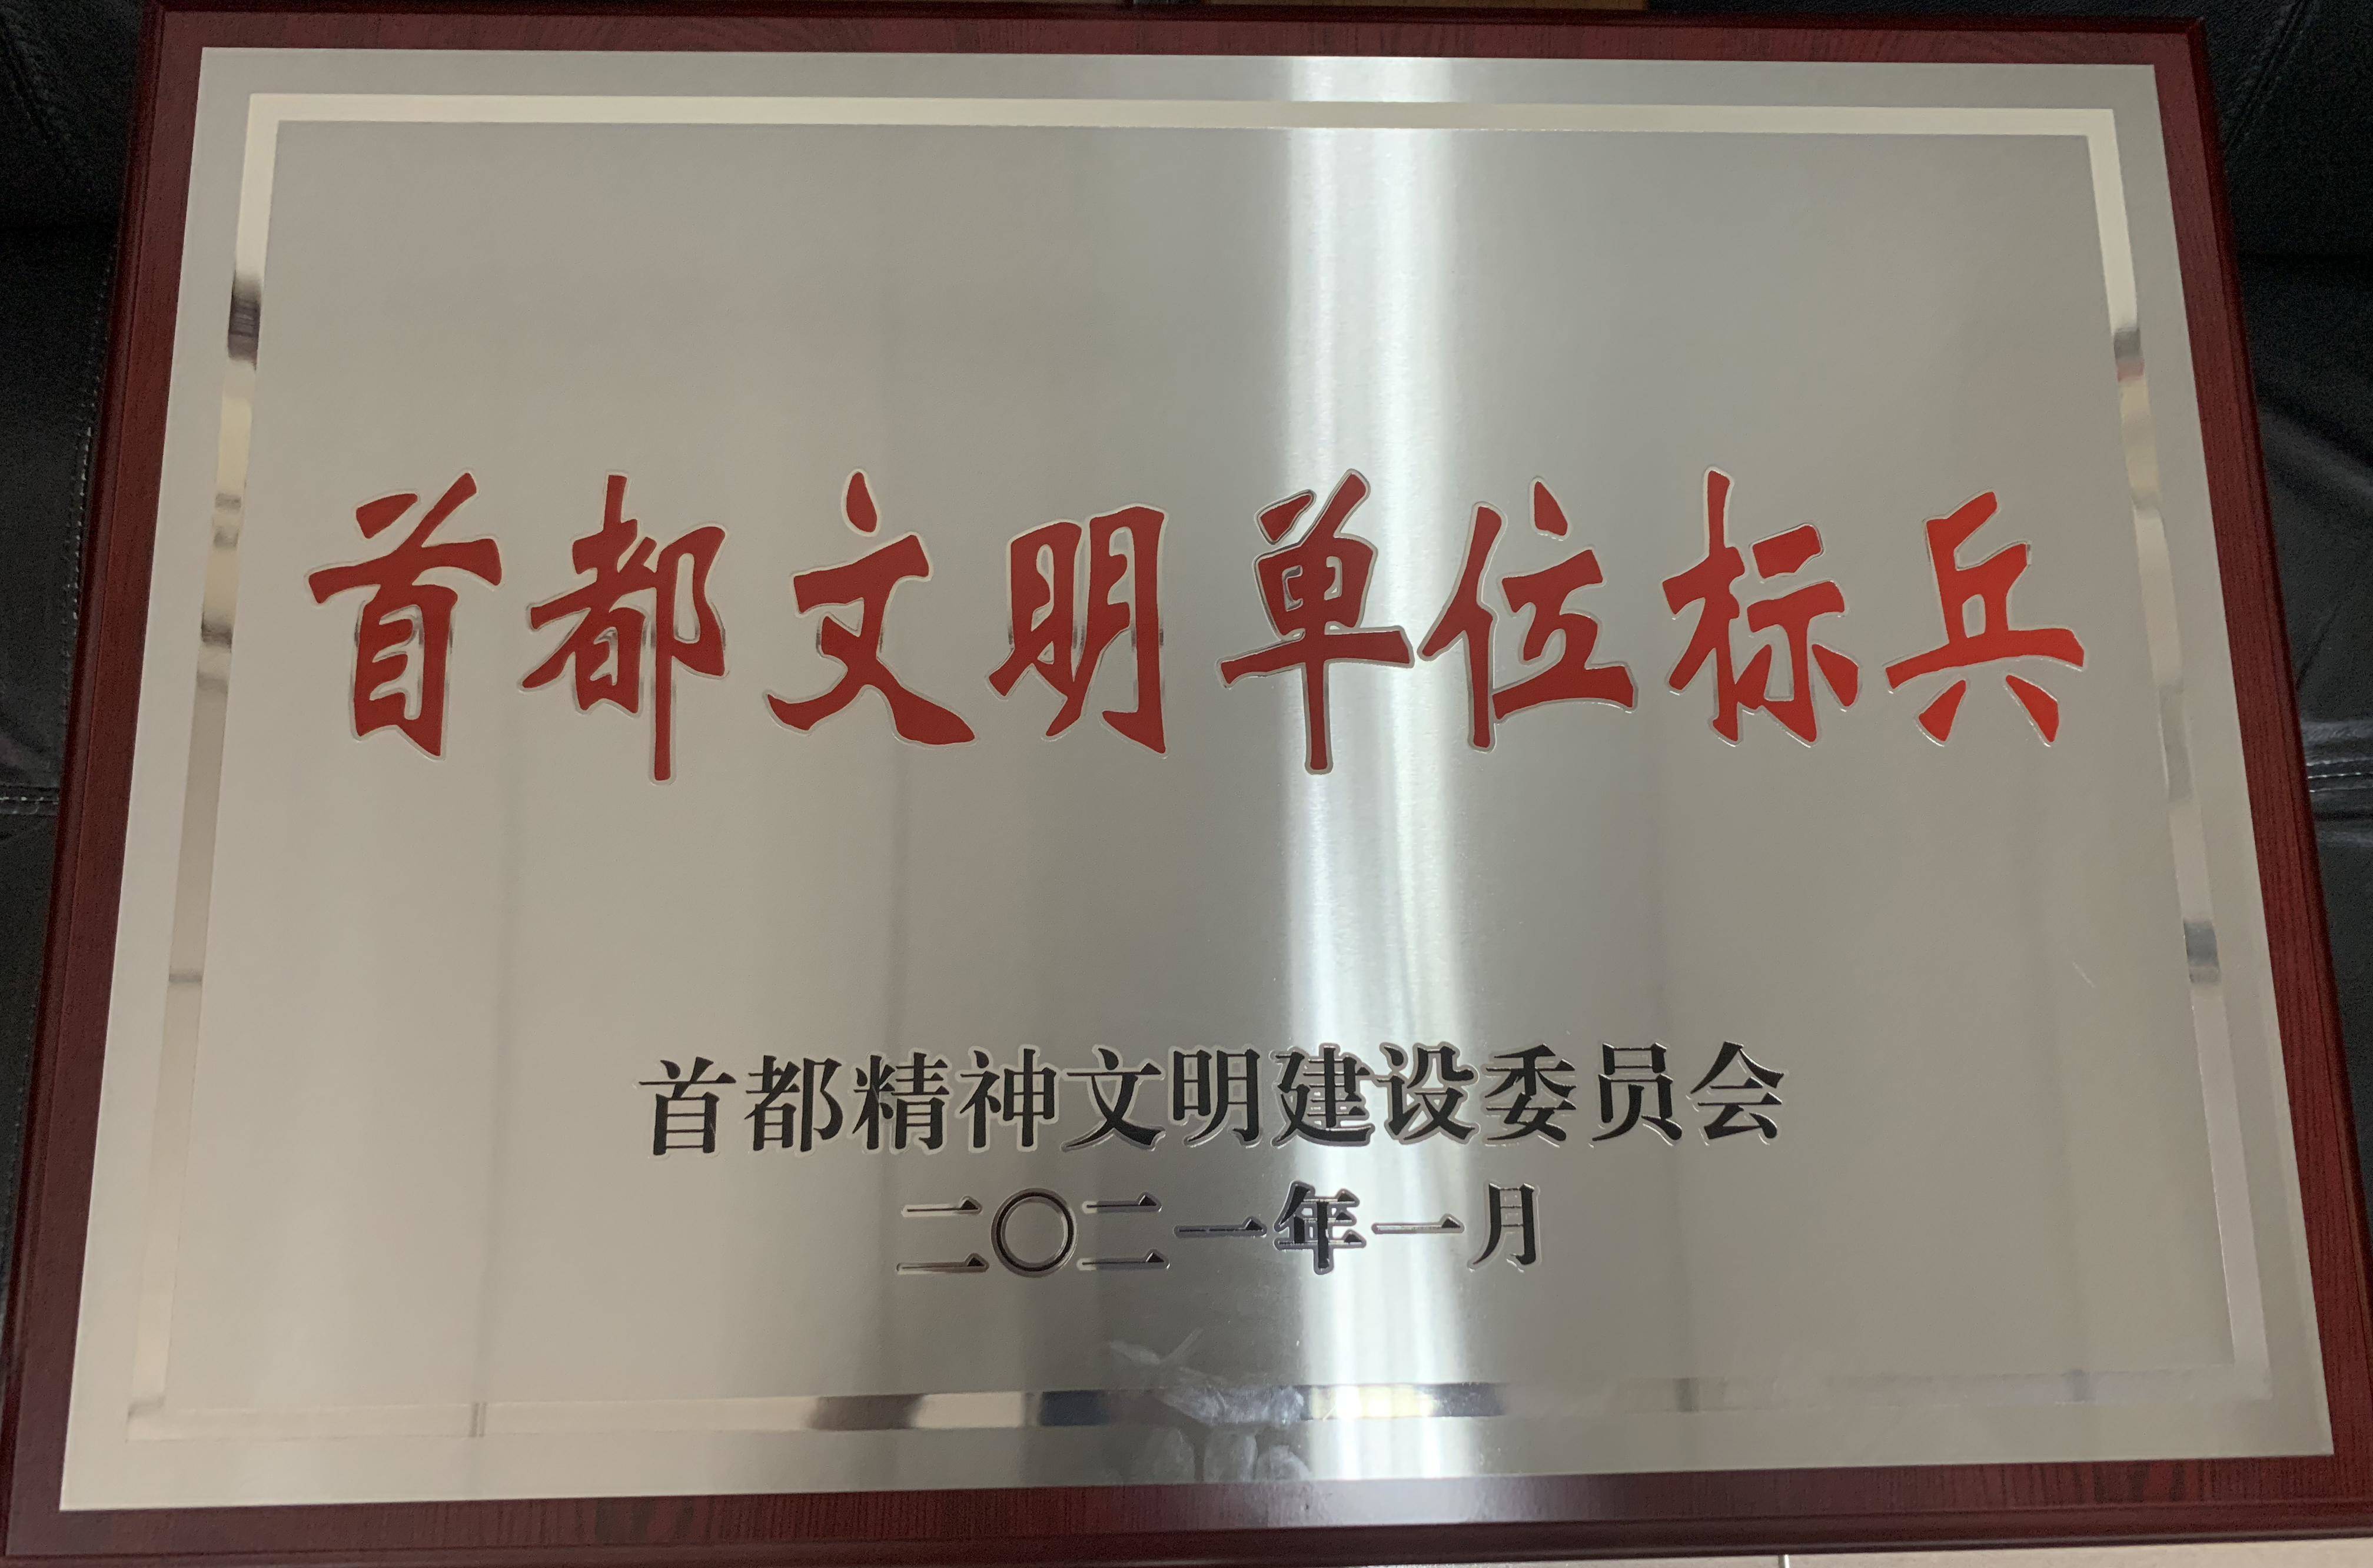 首都文明单位标兵
首都精神文明建设委员会
二〇二一年一月